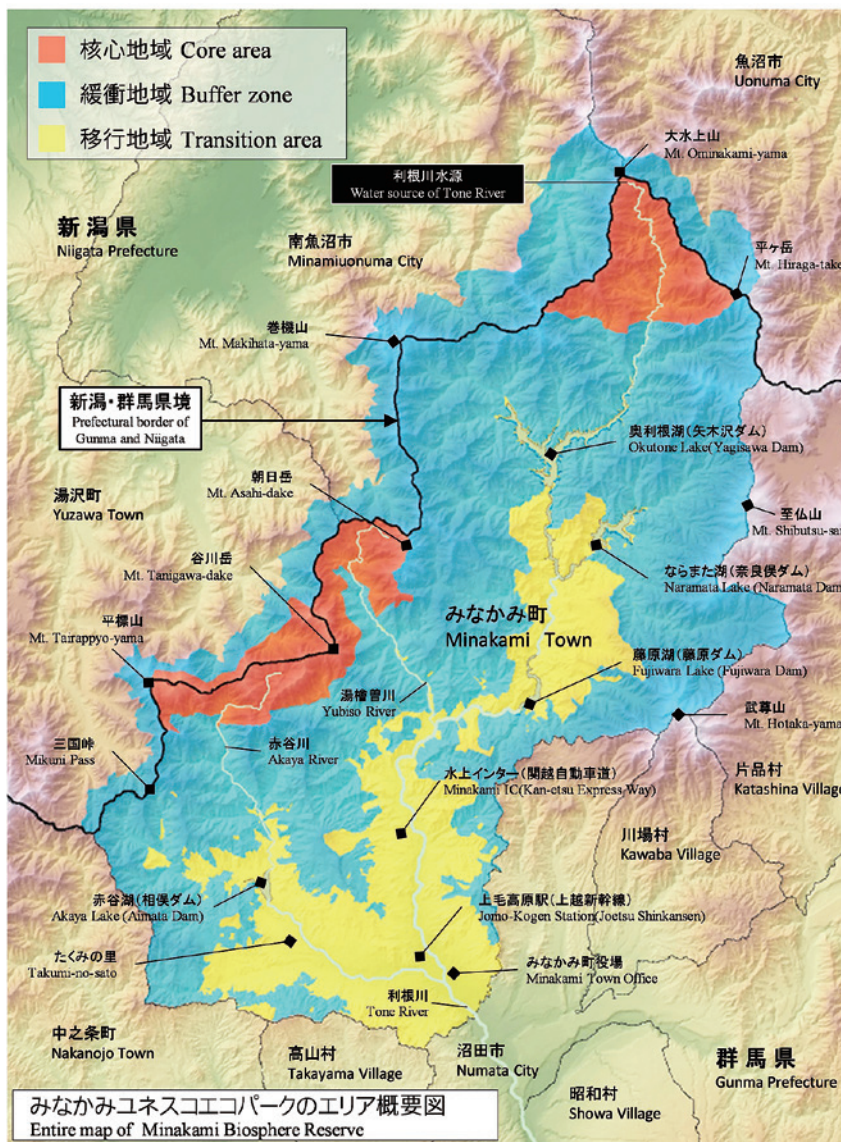 核心地域 Core area
緩衝地域 Buffer zone
移行地域 Transition area
魚沼市
Uonuma City
大水上山
Mt. Ominakami-yama
利根川水源
Water source of Tone River
新潟県
Niigata Prefecture
南魚沼市
Minamiuonuma City
平ヶ岳
Mt. Hiraga-take
巻機山
Mt. Makihata-yama
新潟・群馬県境
Prefectural border of
Gunma and Niigata
奥利根湖(矢木沢ダム)
Okutone Lake(Yagisawa Dam)
朝日岳
Mt. Asahi-dake
湯沢町
Yuzawa Town
至仏山
Mt. Shibutsu-san
谷川岳
Mt. Tanigawa-dake
ならまた湖(奈良俣ダム)
Naramata Lake(Naramata Dam)
みなかみ町
Minakami Town
平標山
Mt. Tairappyo-yama
藤原湖(藤原ダム)
Fujiwara Lake(Fujiwara Dam)
湯檜曽川
Yubiso River
武尊山
Mt. Hotaka-yama
三国峠
Mikuni Pass
赤谷川
Akaya River
水上インター(関越自動車道)
Minakami IC(Kan-etsu Express Way)
片品村
Katashina Village
川場村
Kawaba Village
赤谷湖(相俣ダム)
Akaya Lake(Aimata Dam)
上毛高原駅(上越新幹線)
Jomo-Kogen Station(Joetsu Shinkansen)
たくみの里
Takumi-no-sato
みなかみ町役場
Minakami Town Office
利根川
Tone River
中之条町
Nakanojo Town
高山村
Takayama Village
沼田市
Numata City
群馬県
Gunma Prefecture
昭和村
Showa Village
みなかみユネスコエコパークのエリア概要図
Entire map of Minakami Biosphere Reserve